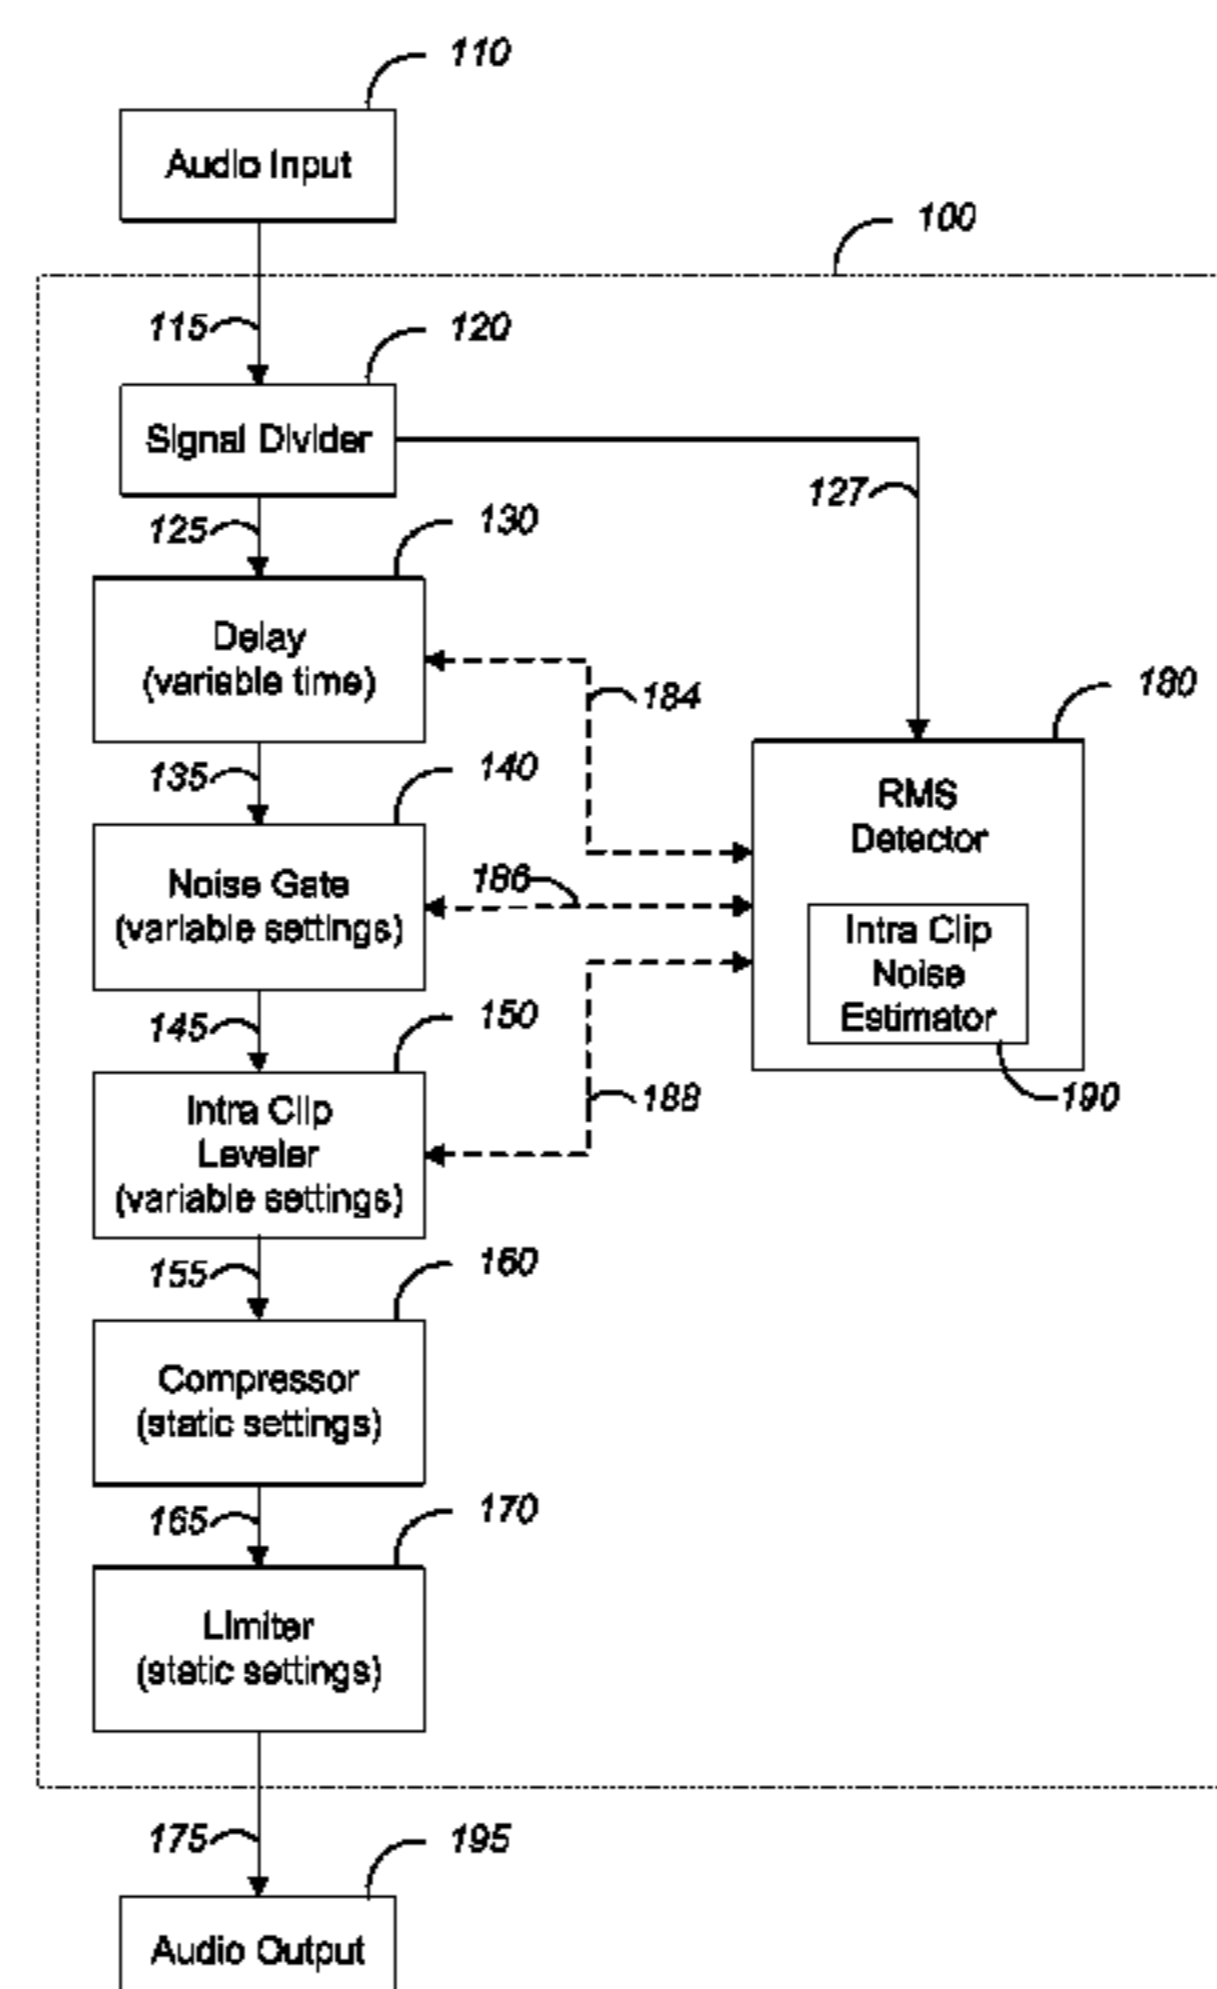 110
Audio Input
100
115
120
Signal Divider
127
125
130
Delay
(variable time)
184
180
135
140
RMS
Detector
Noise Gate
(variable settings)
186
Intra Clip
Noise
Estimator
145
150
190
Intra Clip
Leveler
(variable settings)
188
155
160
Compressor
(static settings)
165
170
Limiter
(static settings)
175
195
Audio Output